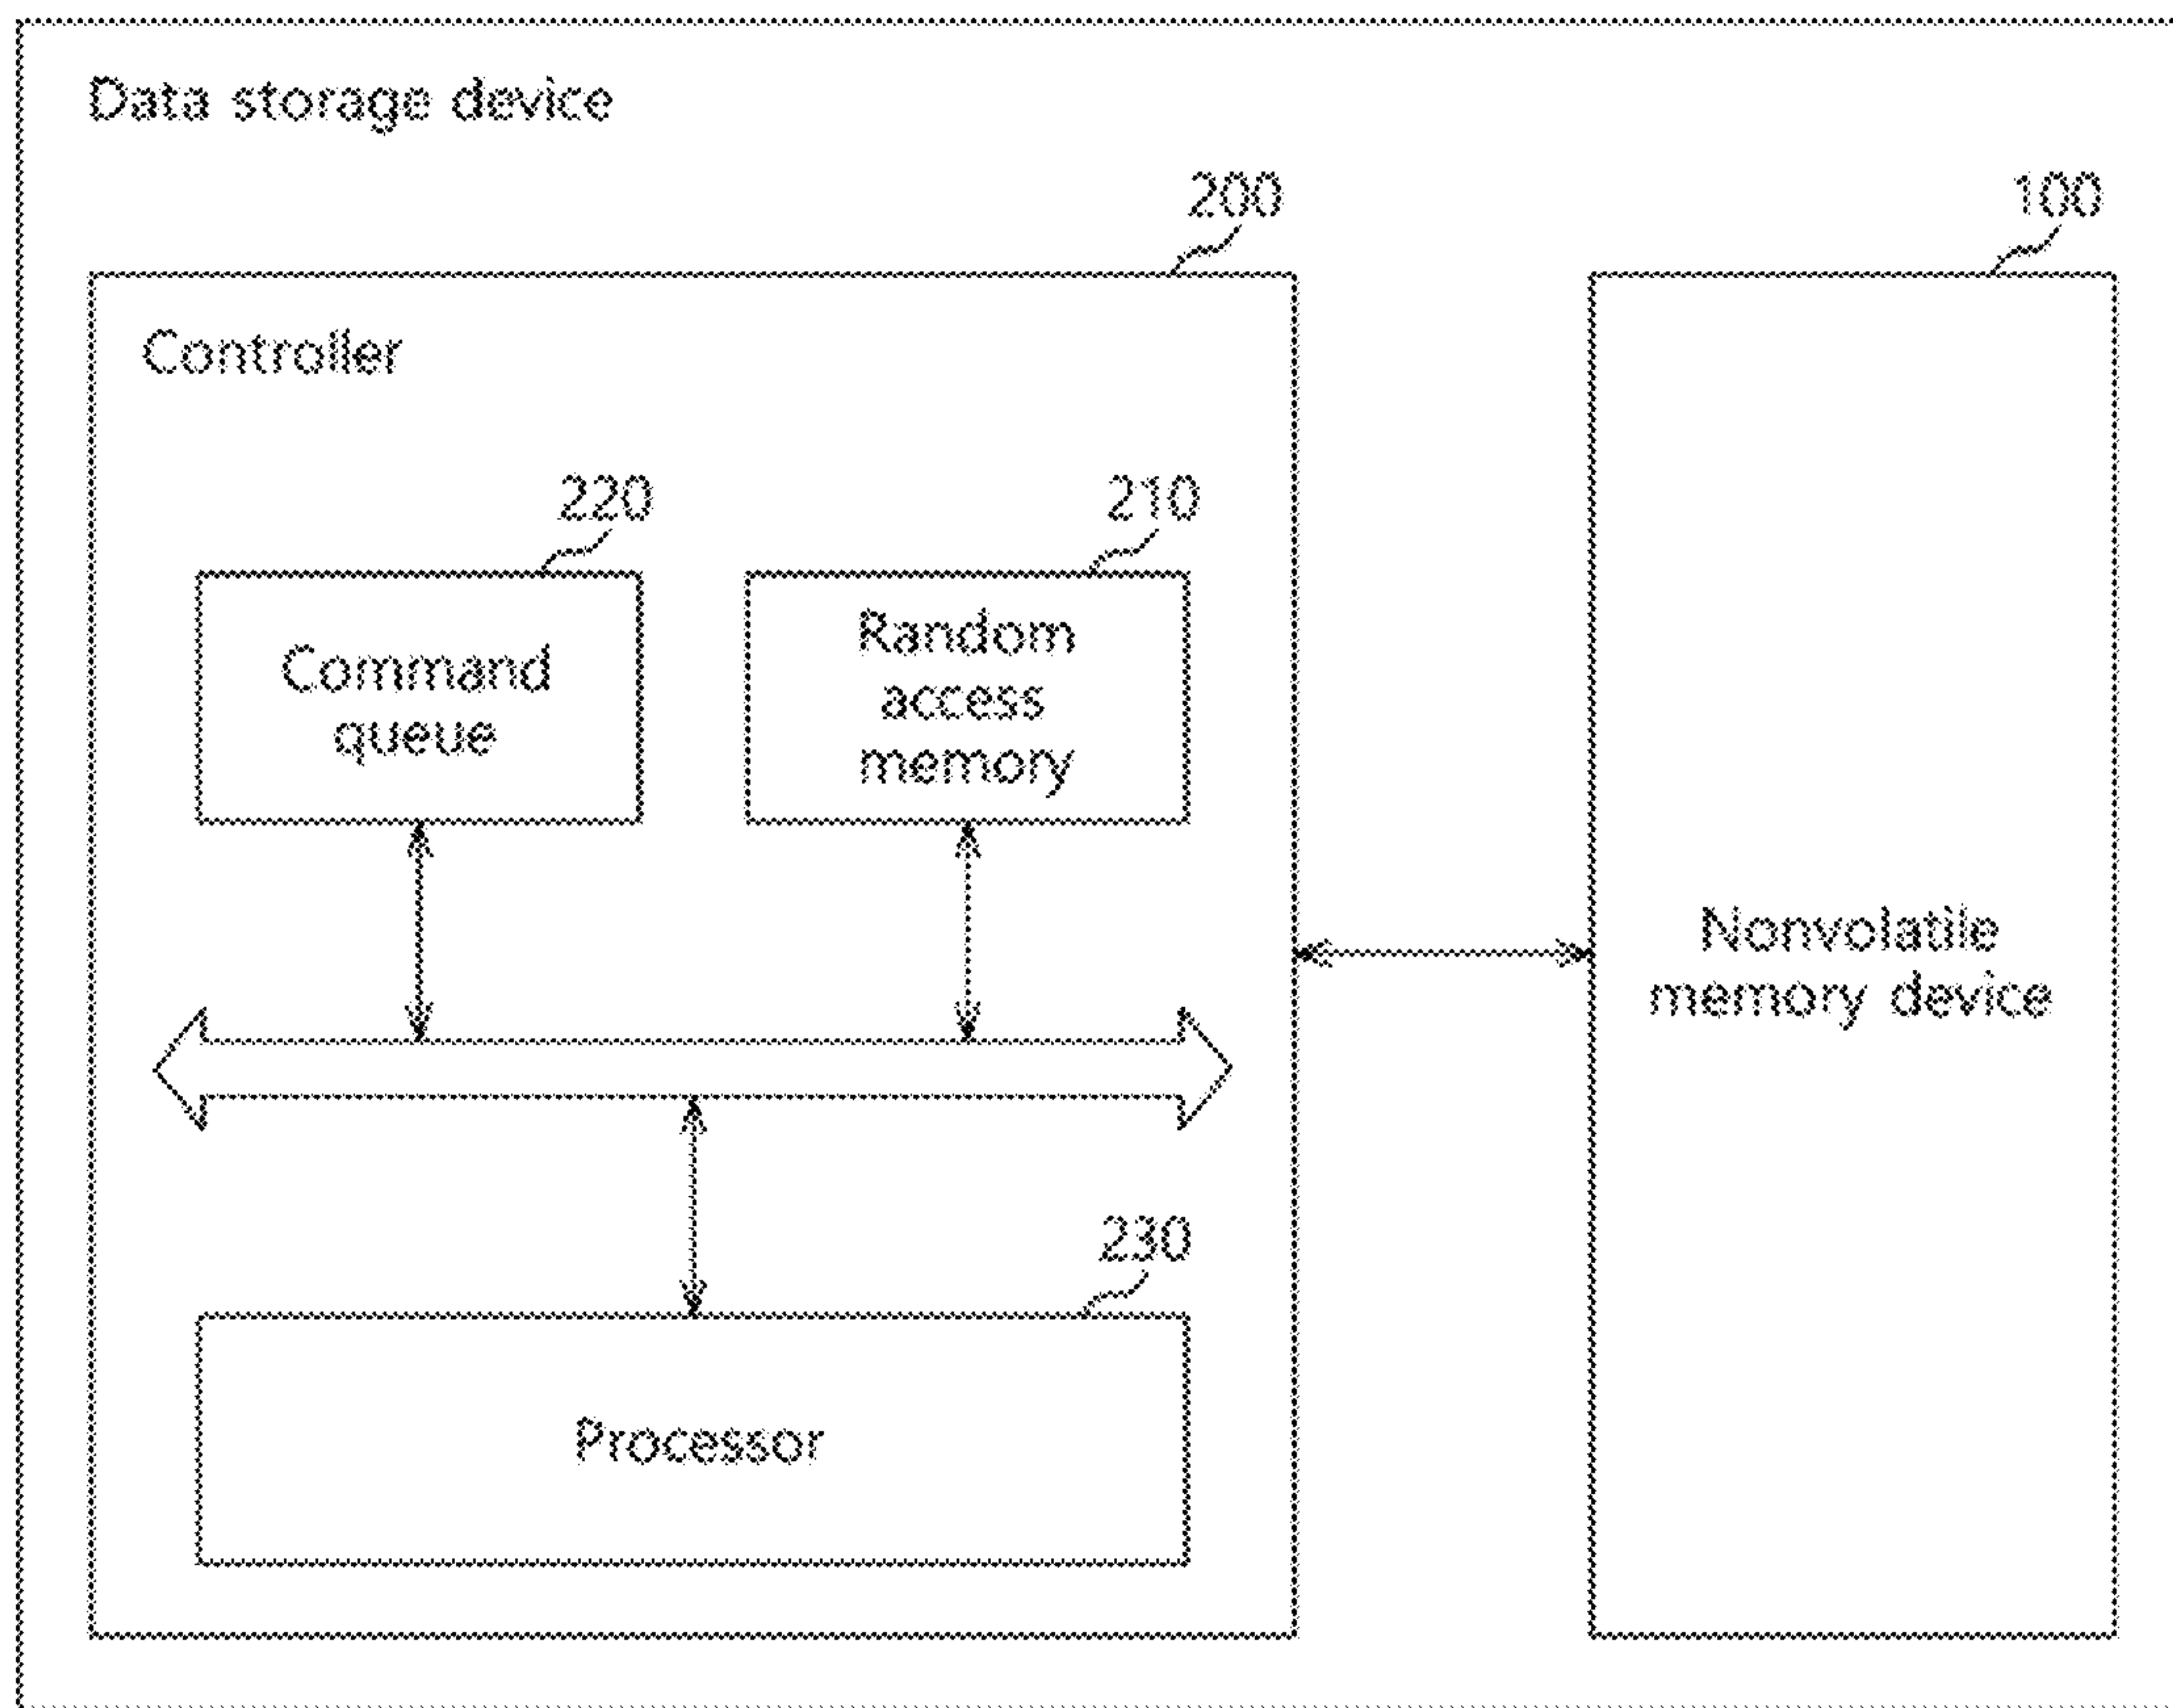 Data storage device
200
100
Controller
220
210
Command
queue
Random
access
memory
Nonvolatile
memory device
230
Processor